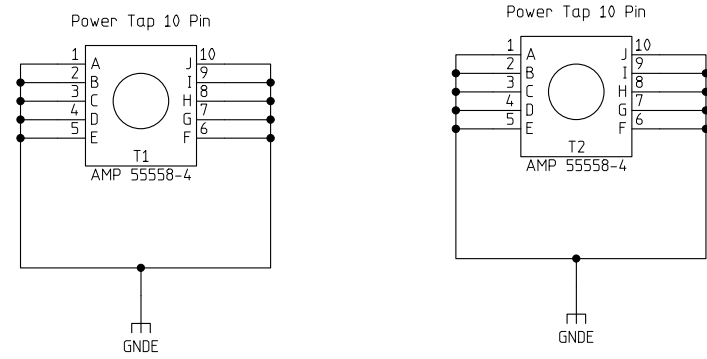 Power Tap 10 Pin
1 A J 10
2 B I 9
3 C H 8
4 D G 7
5 E F 6
T1
AMP 55558-4
GNDE
Power Tap 10 Pin
1 A J 10
2 B I 9
3 C H 8
4 D G 7
5 E F 6
T2
AMP 55558-4
GNDE